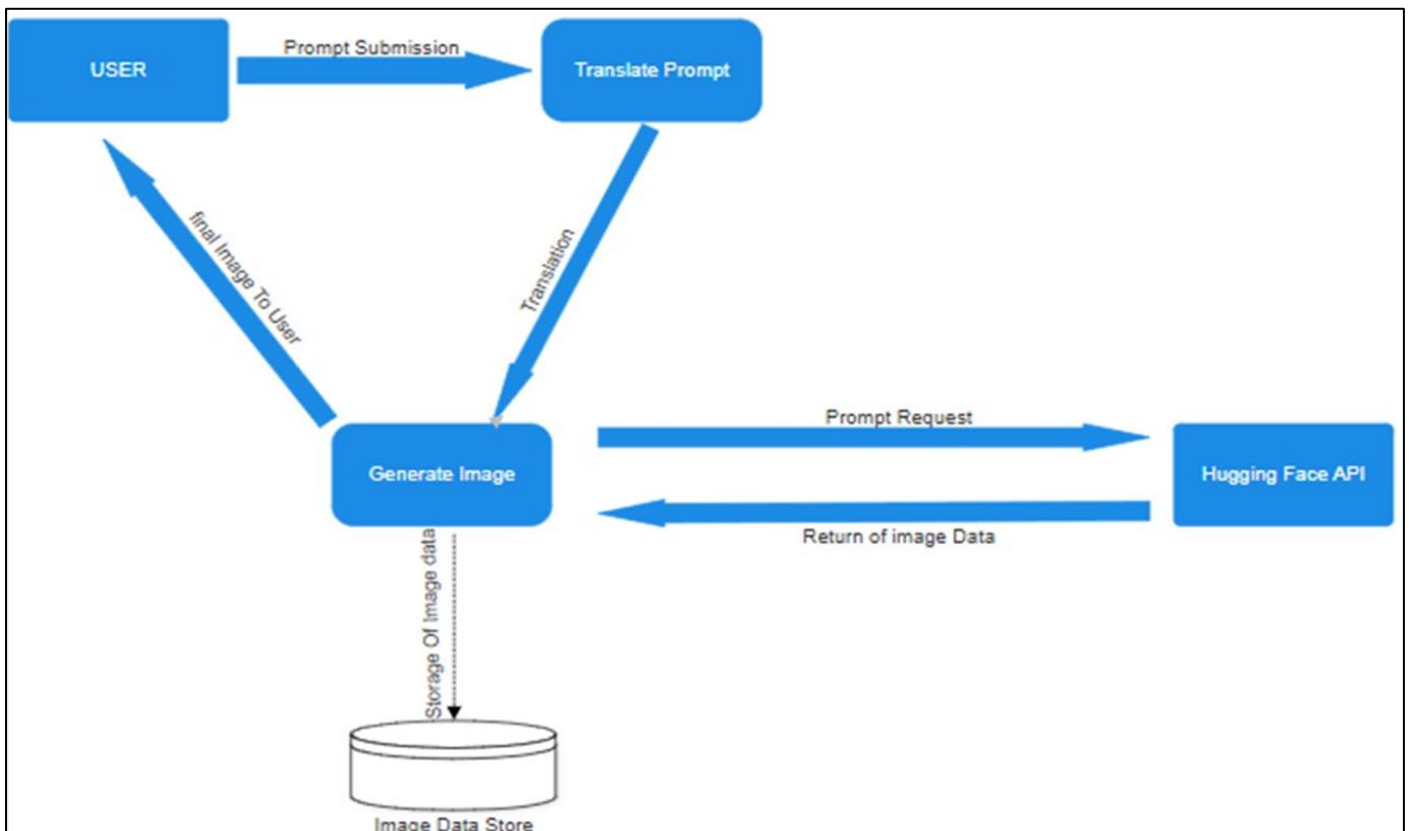 Prompt Submission
USER
Translate Prompt
final Image To User
Translation
Prompt Request
Generate Image
Hugging Face API
Return of image Data
Storage Of Image data
Image Data Store